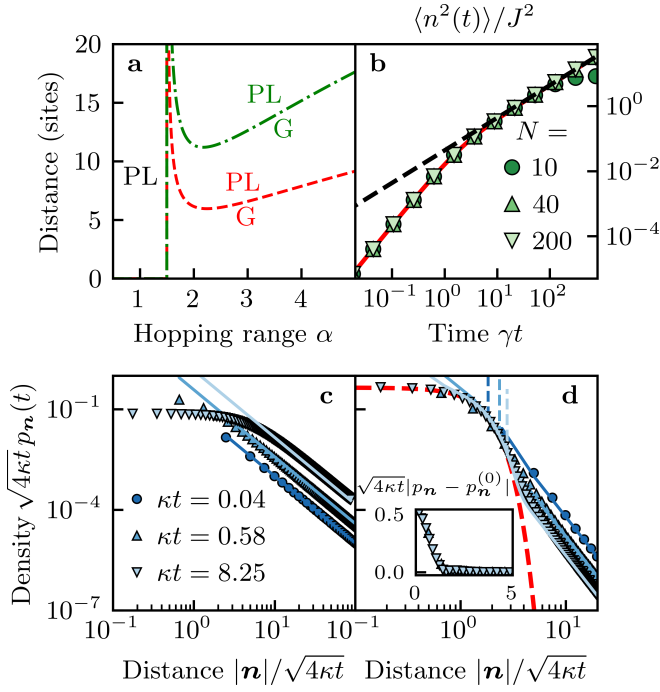 ⟨n²(t)⟩/J²
20
15
10
5
0
Distance (sites)
a
PL
PL
G
PL
G
1
2
3
4
Hopping range α
b
N =
10
40
200
10⁰
10⁻²
10⁻⁴
10⁻¹
10⁰
10¹
10²
Time γt
10⁻¹
10⁻⁴
10⁻⁷
Density √4κt pₙ(t)
c
κt = 0.04
κt = 0.58
κt = 8.25
10⁻¹
10⁰
10¹
Distance |n|/√4κt
d
√4κt|pₙ − pₙ⁽⁰⁾|
0.5
0.0
0
5
10⁻¹
10⁰
10¹
Distance |n|/√4κt